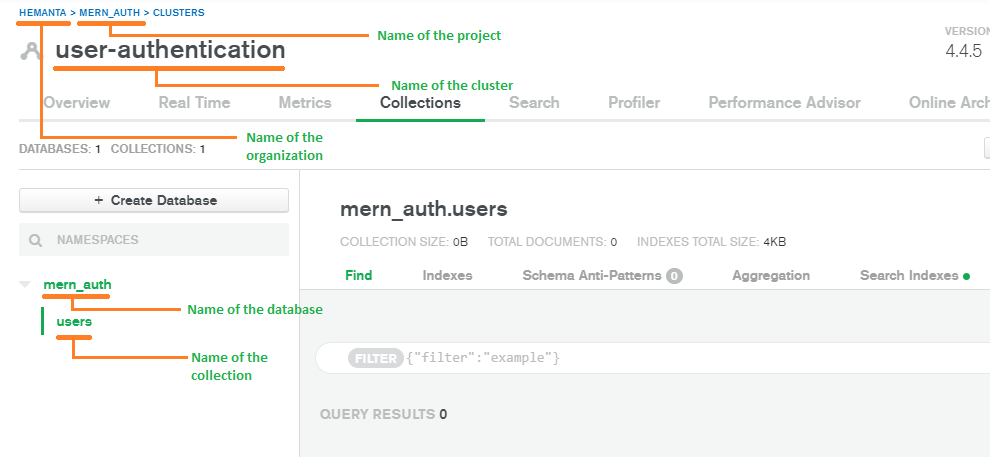 HEMANTA > MERN_AUTH > CLUSTERS
Name of the project
VERSION
user-authentication
4.4.5
Name of the cluster
Overview Real Time Metrics Collections Search Profiler Performance Advisor Online Arch
Name of the
organization
DATABASES: 1 COLLECTIONS: 1
+ Create Database
mern_auth.users
NAMESPACES
COLLECTION SIZE: 0B TOTAL DOCUMENTS: 0 INDEXES TOTAL SIZE: 4KB
Find Indexes Schema Anti-Patterns 0 Aggregation Search Indexes
mern_auth
Name of the database
users
Name of the
collection
FILTER {"filter":"example"}
QUERY RESULTS 0